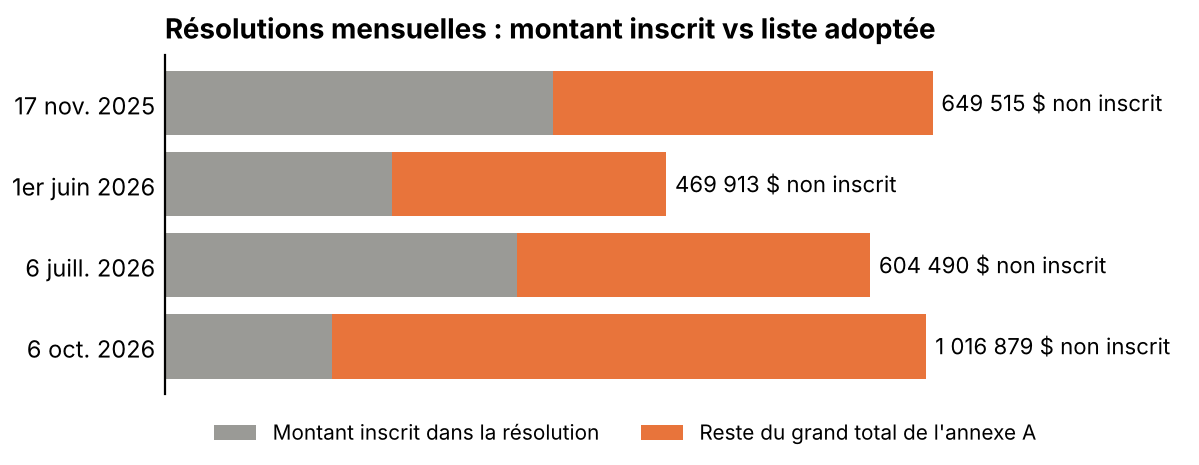 Résolutions mensuelles : montant inscrit vs liste adoptée
17 nov. 2025
649 515 $ non inscrit
1er juin 2026
469 913 $ non inscrit
6 juill. 2026
604 490 $ non inscrit
6 oct. 2026
1 016 879 $ non inscrit
Montant inscrit dans la résolution
Reste du grand total de l'annexe A